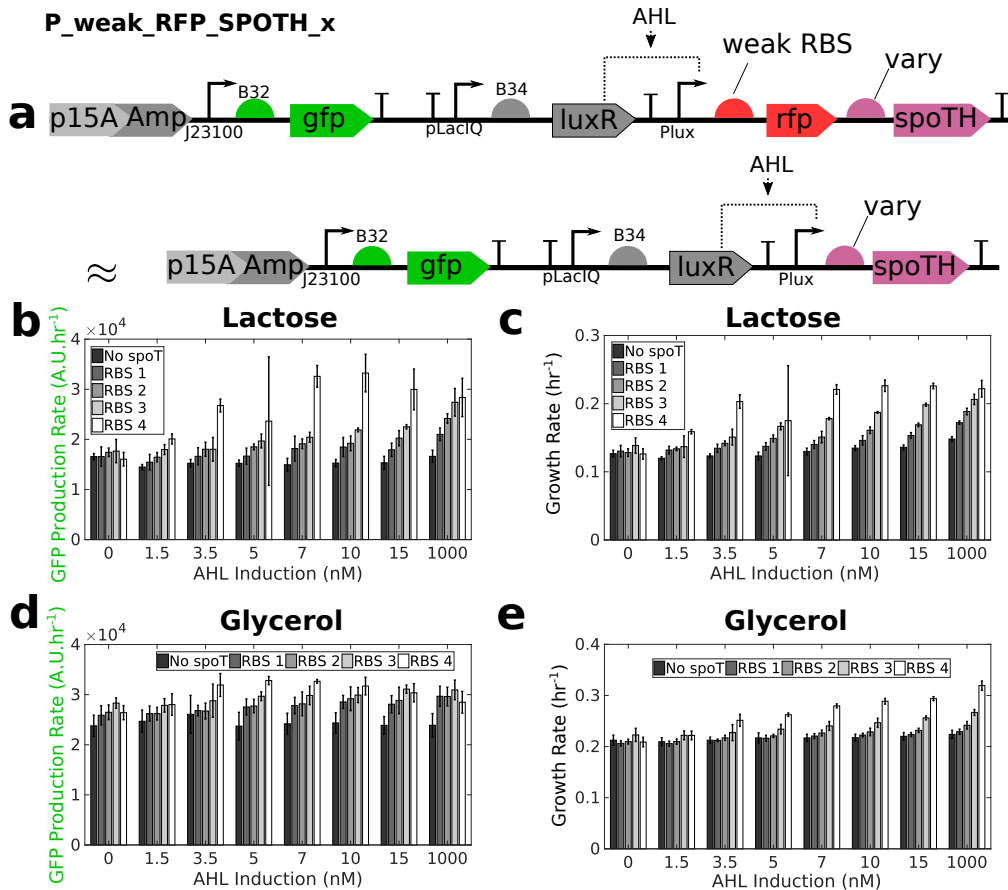 P_weak_RFP_SPOTH_x
AHL
weak RBS
vary
a
p15A Amp J23100 B32 gfp pLacIQ B34 luxR Plux rfp spoTH
AHL
vary
≈
p15A Amp J23100 B32 gfp pLacIQ B34 luxR Plux spoTH
b
Lactose
×10⁴
GFP Production Rate (A.U.hr⁻¹)
4
3
2
1
0
No spoT
RBS 1
RBS 2
RBS 3
RBS 4
0 1.5 3.5 5 7 10 15 1000
AHL Induction (nM)
c
Lactose
Growth Rate (hr⁻¹)
0.3
0.2
0.1
0
No spoT
RBS 1
RBS 2
RBS 3
RBS 4
0 1.5 3.5 5 7 10 15 1000
AHL Induction (nM)
d
Glycerol
×10⁴
GFP Production Rate (A.U.hr⁻¹)
4
3
2
1
0
No spoT RBS 1 RBS 2 RBS 3 RBS 4
0 1.5 3.5 5 7 10 15 1000
AHL Induction (nM)
e
Glycerol
Growth Rate (hr⁻¹)
0.4
0.3
0.2
0.1
0
No spoT RBS 1 RBS 2 RBS 3 RBS 4
0 1.5 3.5 5 7 10 15 1000
AHL Induction (nM)